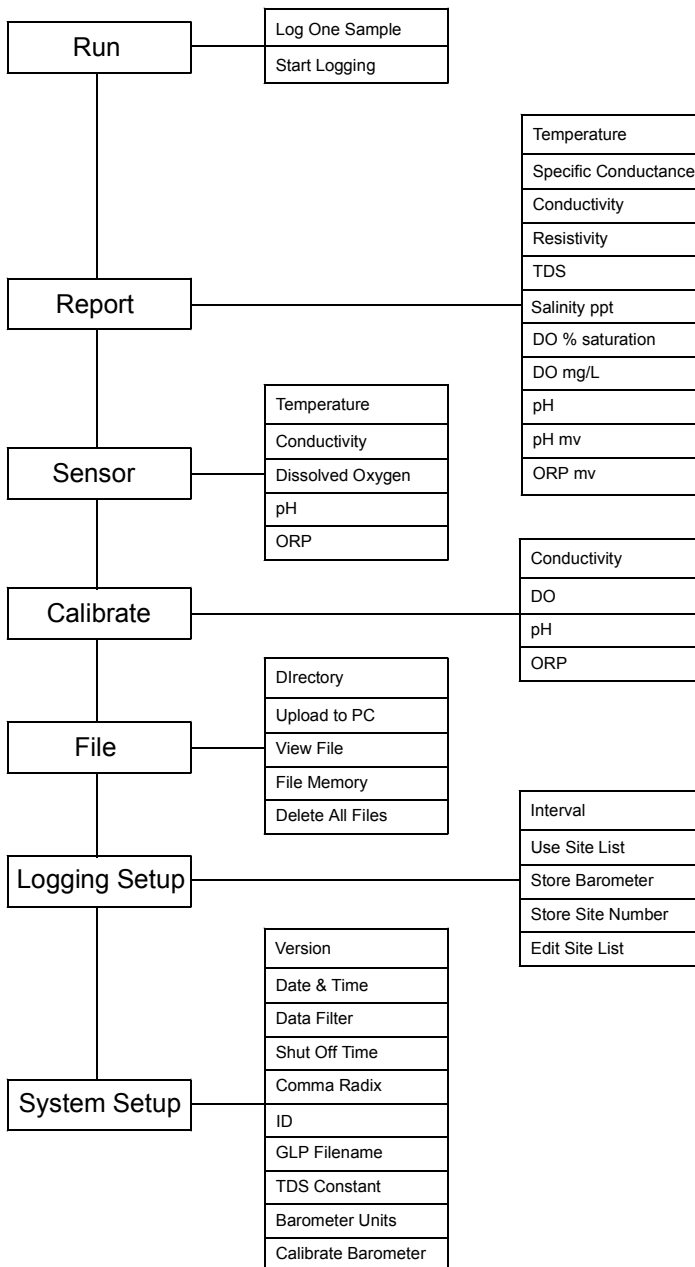 Run
Log One Sample
Start Logging
Report
Temperature
Specific Conductance
Conductivity
Resistivity
TDS
Salinity ppt
DO % saturation
DO mg/L
pH
pH mv
ORP mv
Sensor
Temperature
Conductivity
Dissolved Oxygen
pH
ORP
Calibrate
Conductivity
DO
pH
ORP
File
DIrectory
Upload to PC
View File
File Memory
Delete All Files
Logging Setup
Interval
Use Site List
Store Barometer
Store Site Number
Edit Site List
System Setup
Version
Date & Time
Data Filter
Shut Off Time
Comma Radix
ID
GLP Filename
TDS Constant
Barometer Units
Calibrate Barometer